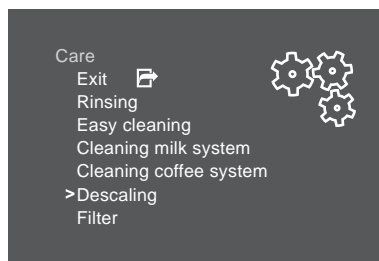 Care
Exit
Rinsing
Easy cleaning
Cleaning milk system
Cleaning coffee system
>Descaling
Filter